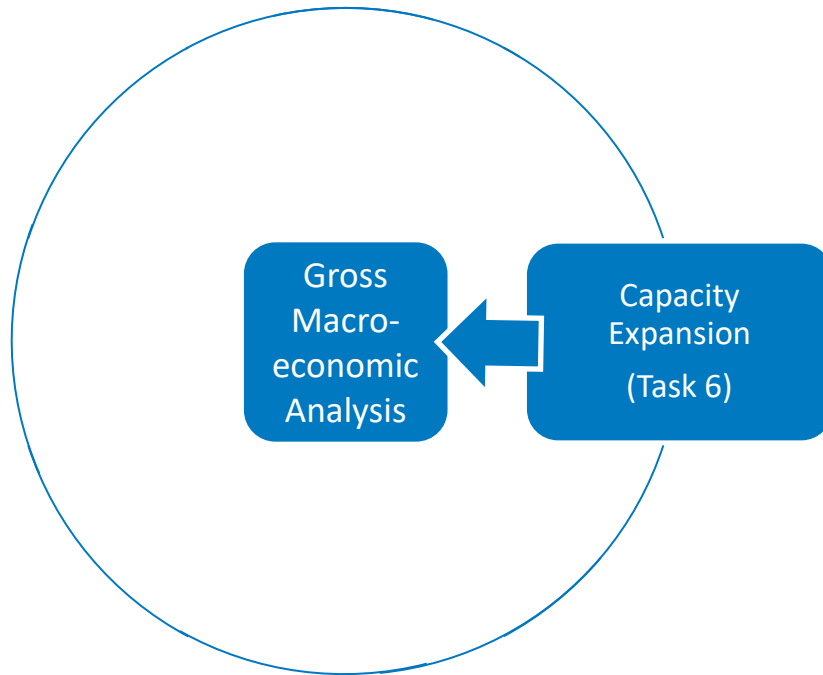 Gross
Macro-
economic
Analysis
Capacity
Expansion
(Task 6)